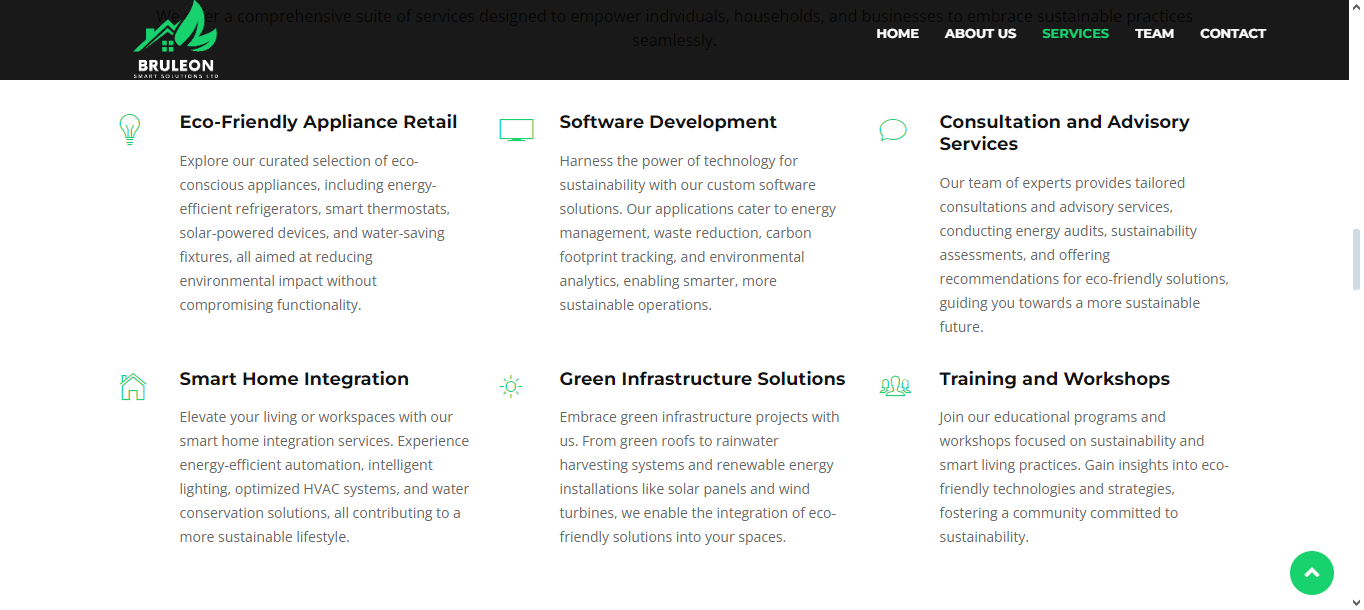 We offer a comprehensive suite of services designed to empower individuals, households, and businesses to embrace sustainable practices
seamlessly.
BRULEON
SMART SOLUTIONS LTD
HOME ABOUT US SERVICES TEAM CONTACT
Eco-Friendly Appliance Retail
Explore our curated selection of eco-
conscious appliances, including energy-
efficient refrigerators, smart thermostats,
solar-powered devices, and water-saving
fixtures, all aimed at reducing
environmental impact without
compromising functionality.
Software Development
Harness the power of technology for
sustainability with our custom software
solutions. Our applications cater to energy
management, waste reduction, carbon
footprint tracking, and environmental
analytics, enabling smarter, more
sustainable operations.
Consultation and Advisory
Services
Our team of experts provides tailored
consultations and advisory services,
conducting energy audits, sustainability
assessments, and offering
recommendations for eco-friendly solutions,
guiding you towards a more sustainable
future.
Smart Home Integration
Elevate your living or workspaces with our
smart home integration services. Experience
energy-efficient automation, intelligent
lighting, optimized HVAC systems, and water
conservation solutions, all contributing to a
more sustainable lifestyle.
Green Infrastructure Solutions
Embrace green infrastructure projects with
us. From green roofs to rainwater
harvesting systems and renewable energy
installations like solar panels and wind
turbines, we enable the integration of eco-
friendly solutions into your spaces.
Training and Workshops
Join our educational programs and
workshops focused on sustainability and
smart living practices. Gain insights into eco-
friendly technologies and strategies,
fostering a community committed to
sustainability.